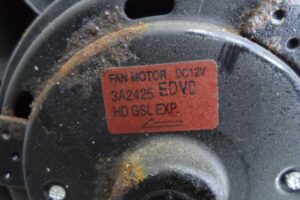 FAN MOTOR DC12V
3A2425 EDVD
HD GSL EXP.